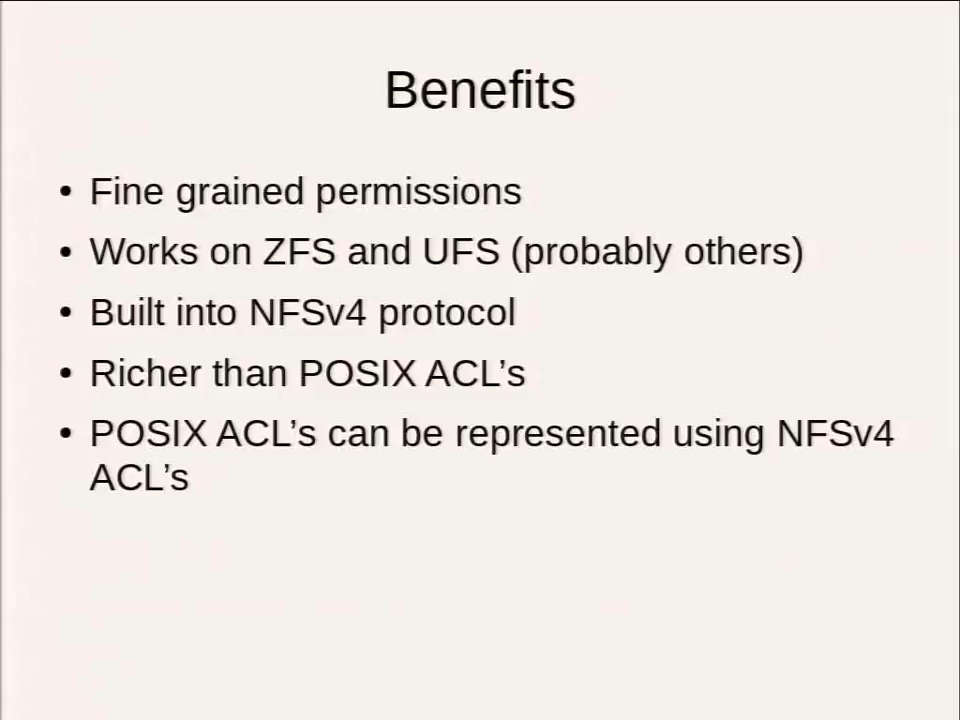 Benefits
• Fine grained permissions
• Works on ZFS and UFS (probably others)
• Built into NFSv4 protocol
• Richer than POSIX ACL’s
• POSIX ACL’s can be represented using NFSv4
ACL’s